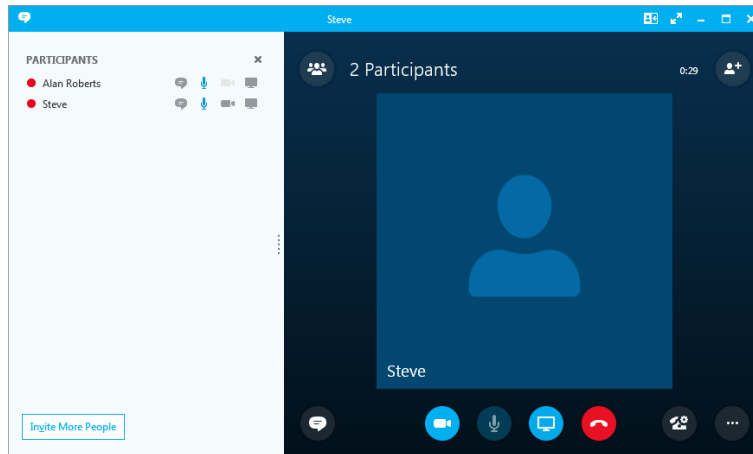 Steve
PARTICIPANTS
Alan Roberts
Steve
Invite More People
2 Participants
0:29
Steve